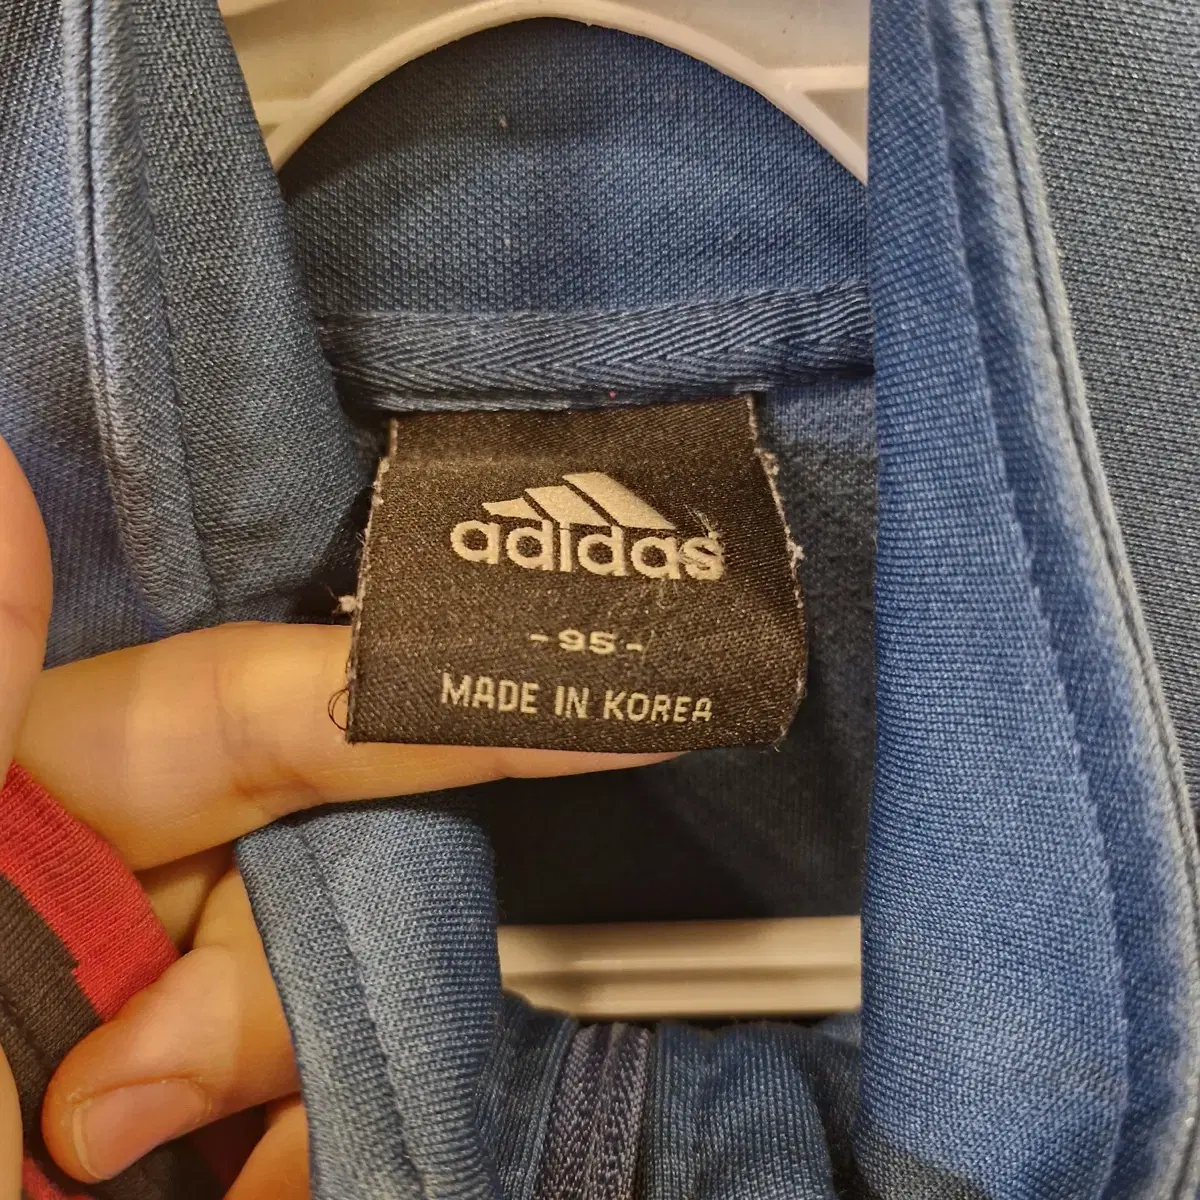 adidas
-95-
MADE IN KOREA